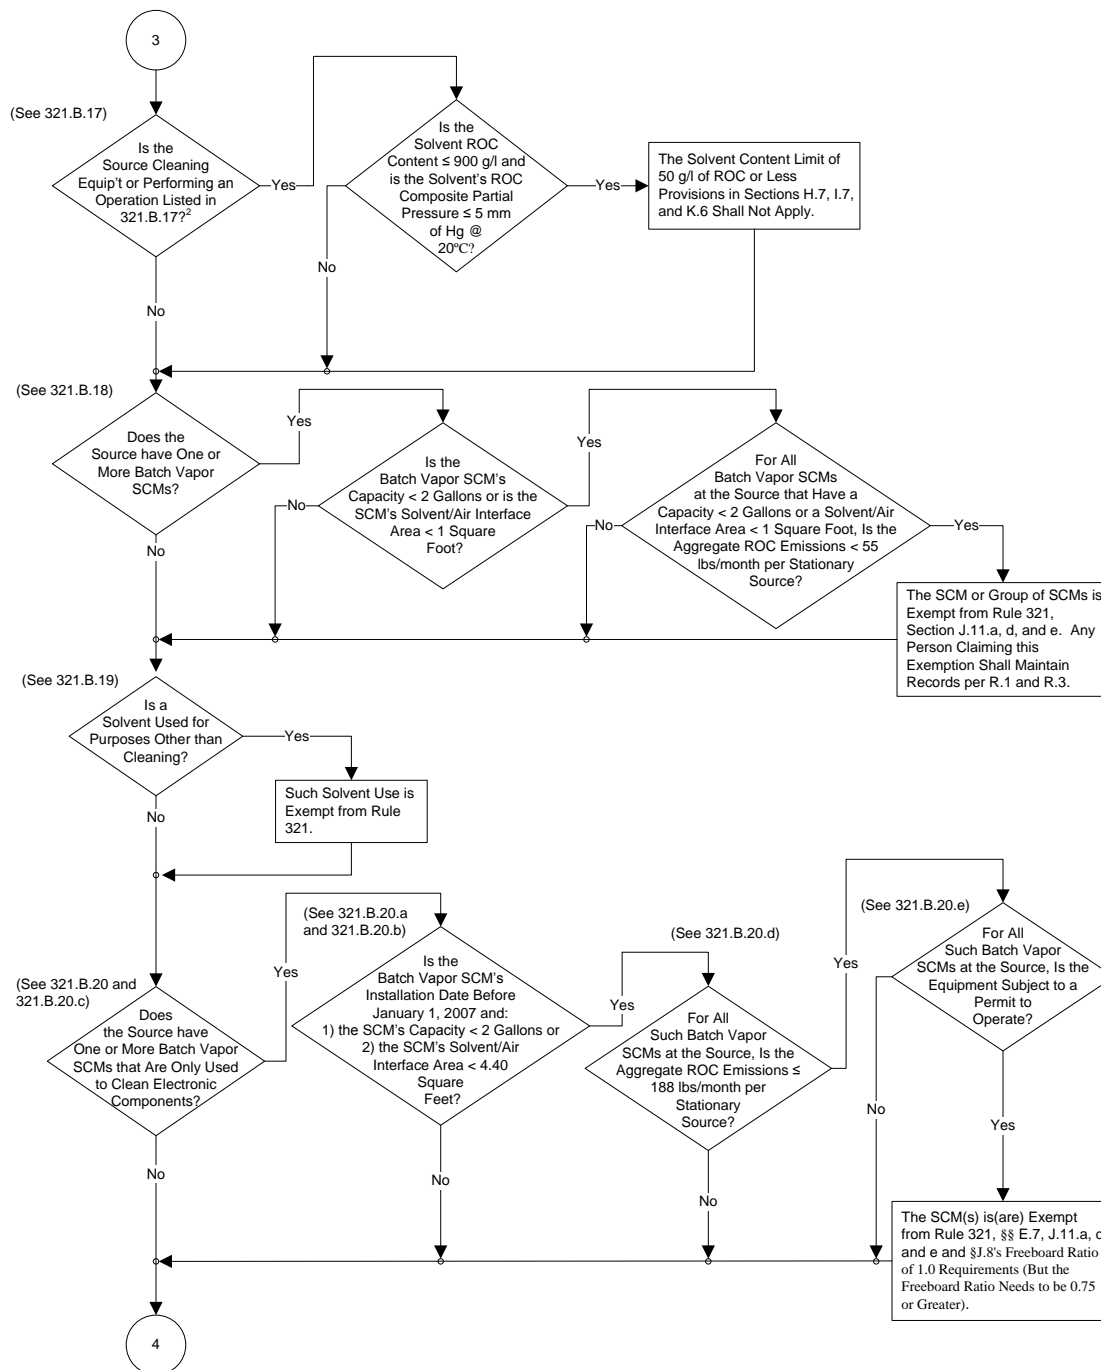 3
(See 321.B.17)
Is the
Source Cleaning
Equip't or Performing an
Operation Listed in
321.B.17?2
Yes
No
Is the
Solvent ROC
Content ≤ 900 g/l and
is the Solvent's ROC
Composite Partial
Pressure ≤ 5 mm
of Hg @
20ºC?
Yes
No
The Solvent Content Limit of
50 g/l of ROC or Less
Provisions in Sections H.7, I.7,
and K.6 Shall Not Apply.
(See 321.B.18)
Does the
Source have One or
More Batch Vapor
SCMs?
Yes
No
Is the
Batch Vapor SCM's
Capacity < 2 Gallons or is the
SCM's Solvent/Air Interface
Area < 1 Square
Foot?
Yes
No
For All
Batch Vapor SCMs
at the Source that Have a
Capacity < 2 Gallons or a Solvent/Air
Interface Area < 1 Square Foot, Is the
Aggregate ROC Emissions < 55
lbs/month per Stationary
Source?
Yes
No
The SCM or Group of SCMs is
Exempt from Rule 321,
Section J.11.a, d, and e. Any
Person Claiming this
Exemption Shall Maintain
Records per R.1 and R.3.
(See 321.B.19)
Is a
Solvent Used for
Purposes Other than
Cleaning?
Yes
No
Such Solvent Use is
Exempt from Rule
321.
(See 321.B.20 and
321.B.20.c)
Does
the Source have
One or More Batch Vapor
SCMs that Are Only Used
to Clean Electronic
Components?
Yes
No
(See 321.B.20.a
and 321.B.20.b)
Is the
Batch Vapor SCM's
Installation Date Before
January 1, 2007 and:
1) the SCM's Capacity < 2 Gallons or
2) the SCM's Solvent/Air
Interface Area < 4.40
Square
Feet?
Yes
No
(See 321.B.20.d)
For All
Such Batch Vapor
SCMs at the Source, Is the
Aggregate ROC Emissions ≤
188 lbs/month per
Stationary
Source?
Yes
No
(See 321.B.20.e)
For All
Such Batch Vapor
SCMs at the Source, Is the
Equipment Subject to a
Permit to
Operate?
No
Yes
The SCM(s) is(are) Exempt
from Rule 321, §§ E.7, J.11.a,
and e and §J.8's Freeboard Ratio
of 1.0 Requirements (But the
Freeboard Ratio Needs to be 0.75
or Greater).
4